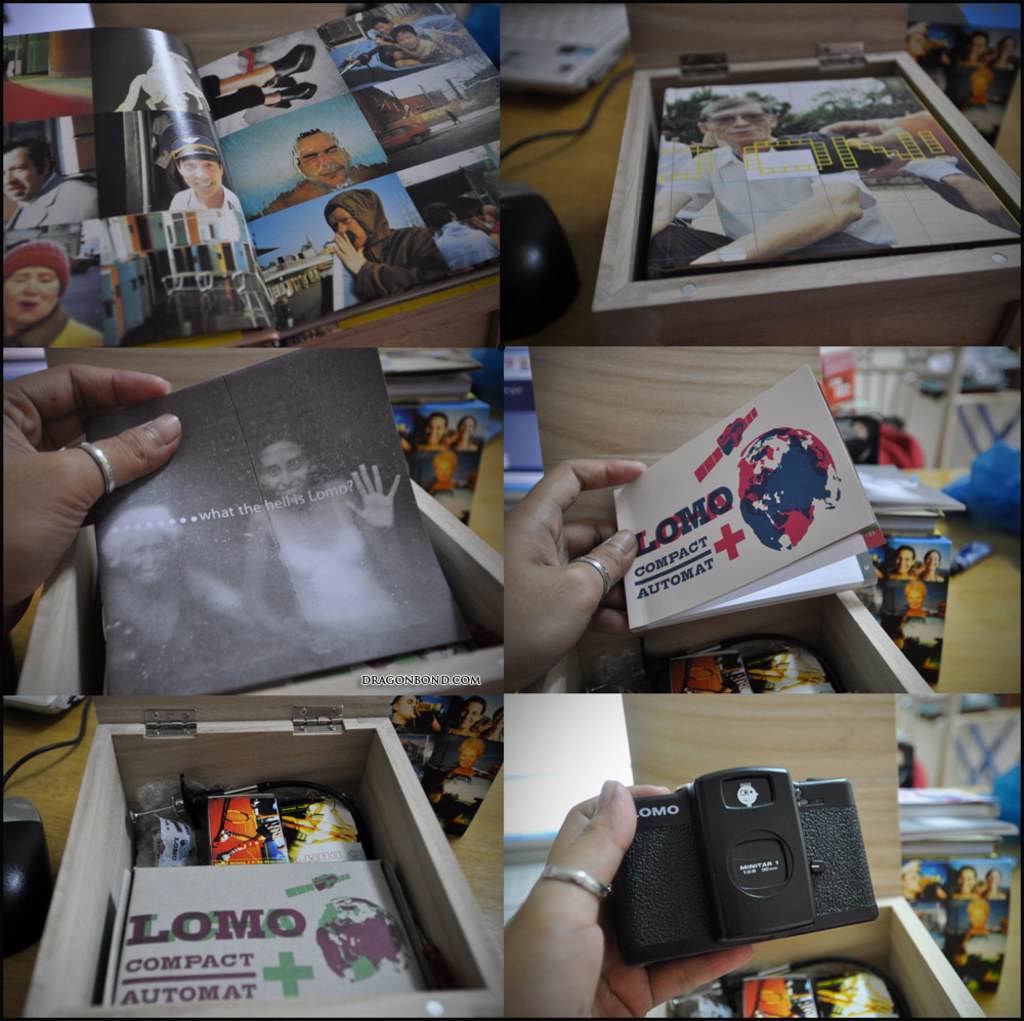 what the hell is Lomo?
DRAGONBOND.COM
LOMO
COMPACT
AUTOMAT
LOMO
COMPACT
AUTOMAT
LOMO
MINITAR 1